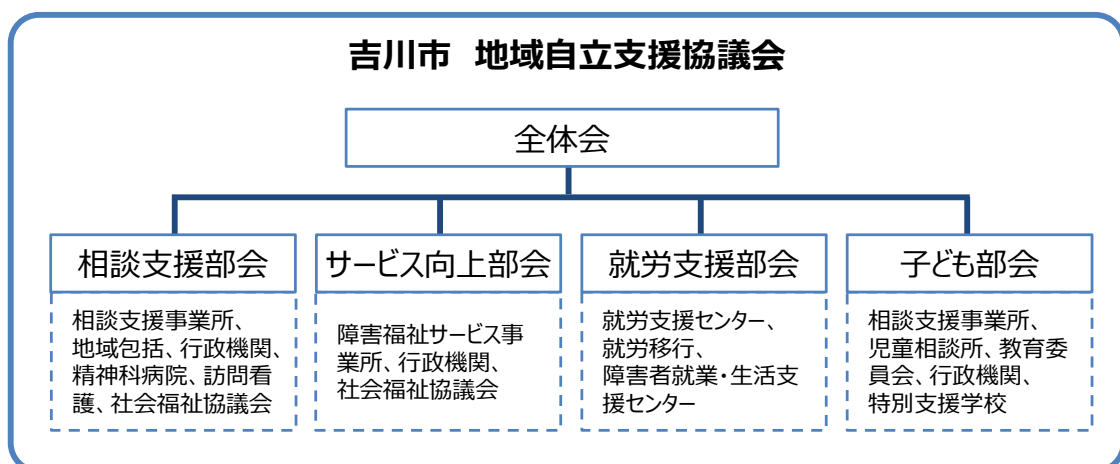 吉川市 地域自立支援協議会
全体会
相談支援部会
相談支援事業所、
地域包括、行政機関、
精神科病院、訪問看
護、社会福祉協議会
サービス向上部会
障害福祉サービス事
業所、行政機関、
社会福祉協議会
就労支援部会
就労支援センター、
就労移行、
障害者就業・生活支
援センター
子ども部会
相談支援事業所、
児童相談所、教育委
員会、行政機関、
特別支援学校